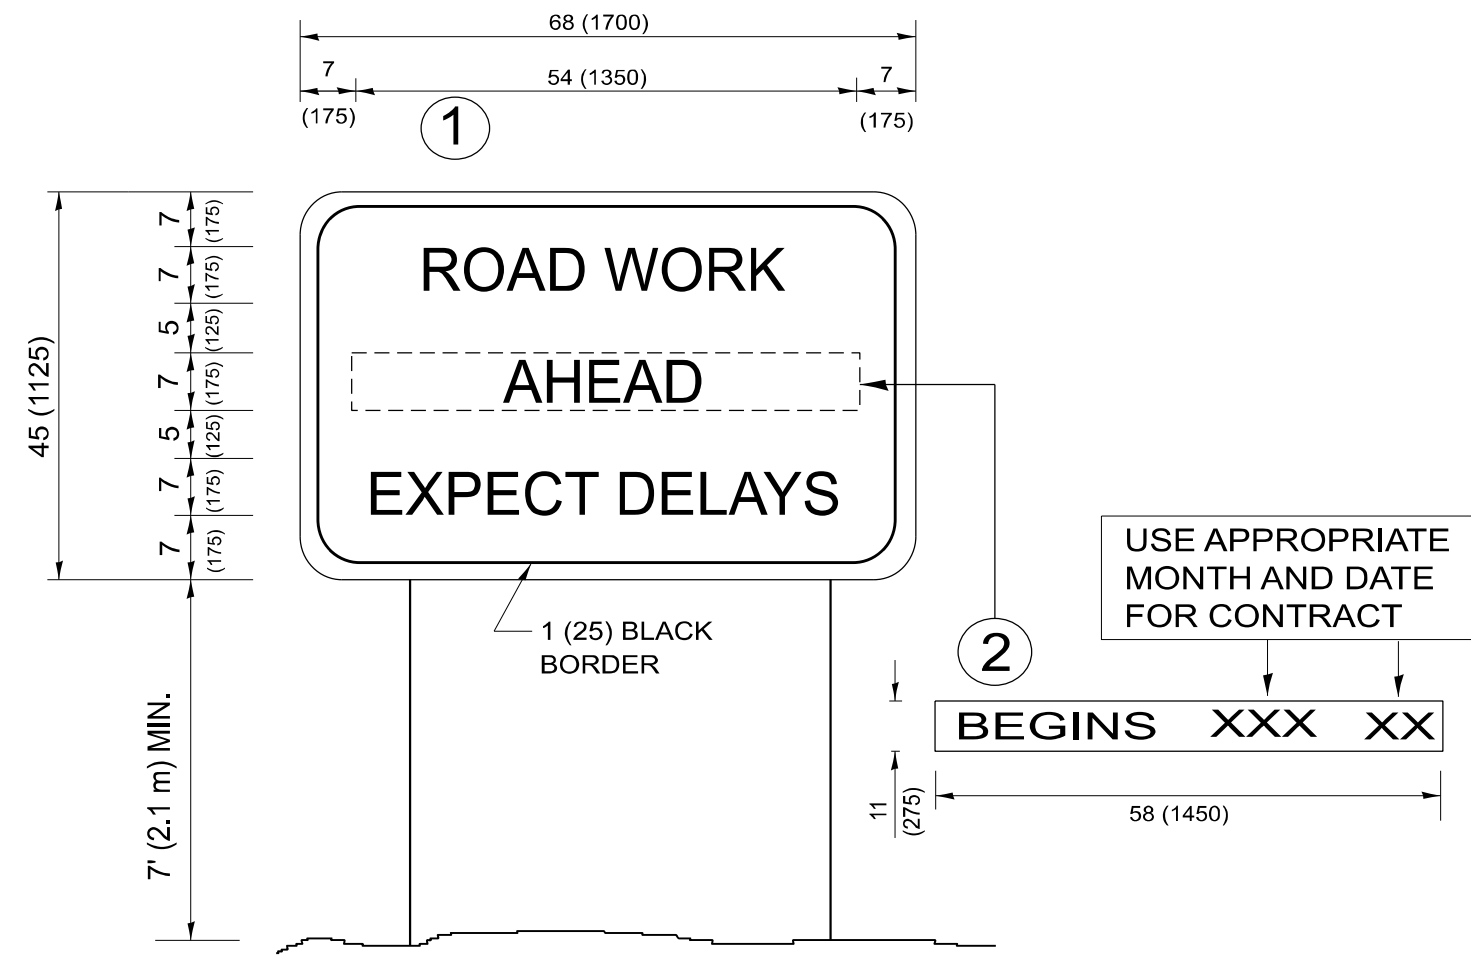 68 (1700)
7
54 (1350)
7
(175)
(175)
1
7
(175)
7
(175)
5
(125)
7
(175)
5
(125)
7
(175)
7
(175)
45 (1125)
ROAD WORK
AHEAD
EXPECT DELAYS
1 (25) BLACK
BORDER
7' (2.1 m) MIN.
USE APPROPRIATE
MONTH AND DATE
FOR CONTRACT
2
BEGINS XXX XX
11
(275)
58 (1450)